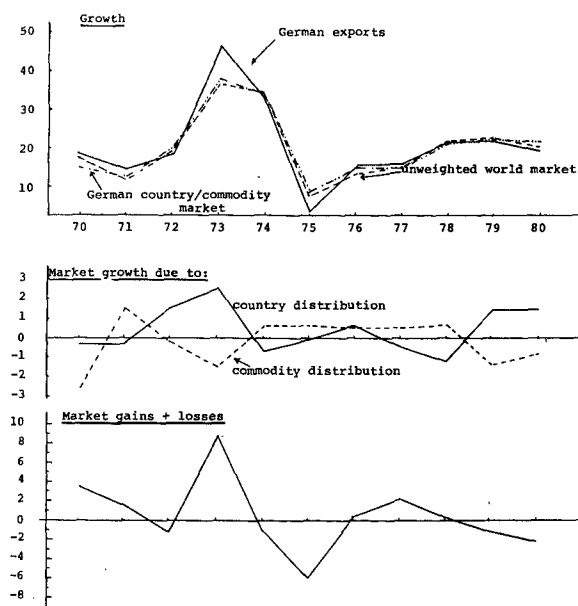 Growth
50
German exports
40
30
20
10
unweighted world market
German country/commodity
market
70 71 72 73 74 75 76 77 78 79 80
Market growth due to:
3
2
country distribution
1
0
-1
commodity distribution
-2
-3
Market gains + losses
10
8
6
4
2
0
-2
-4
-6
-8